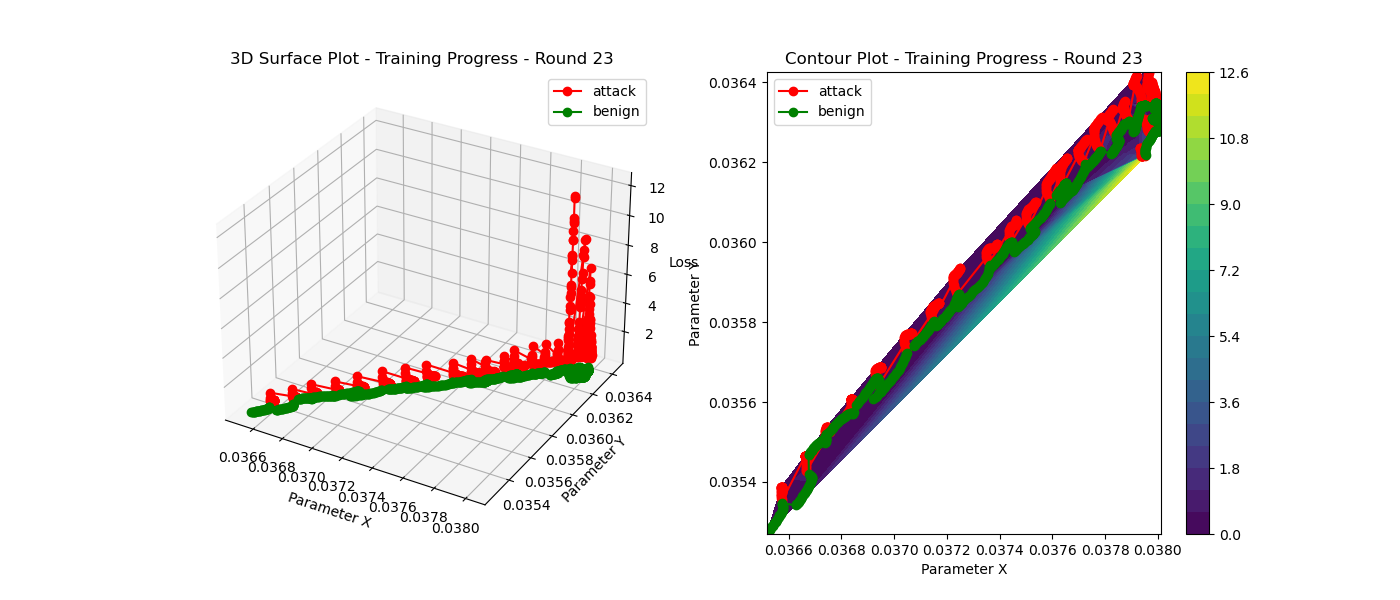 3D Surface Plot - Training Progress - Round 23
attack
benign
12
10
8
6
4
2
Loss
0.0364
0.0362
0.0360
0.0358
0.0356
0.0354
Parameter Y
0.0366
0.0368
0.0370
0.0372
0.0374
0.0376
0.0378
0.0380
Parameter X
Contour Plot - Training Progress - Round 23
attack
benign
0.0364
0.0362
0.0360
0.0358
0.0356
0.0354
Parameter Y
0.0366 0.0368 0.0370 0.0372 0.0374 0.0376 0.0378 0.0380
Parameter X
12.6
10.8
9.0
7.2
5.4
3.6
1.8
0.0